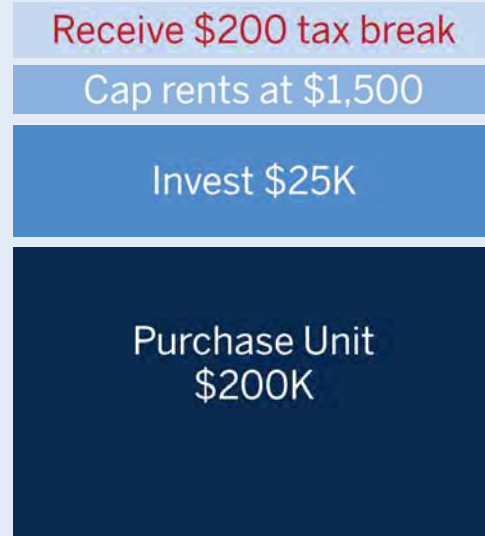 Receive $200 tax break
Cap rents at $1,500
Invest $25K
Purchase Unit
$200K